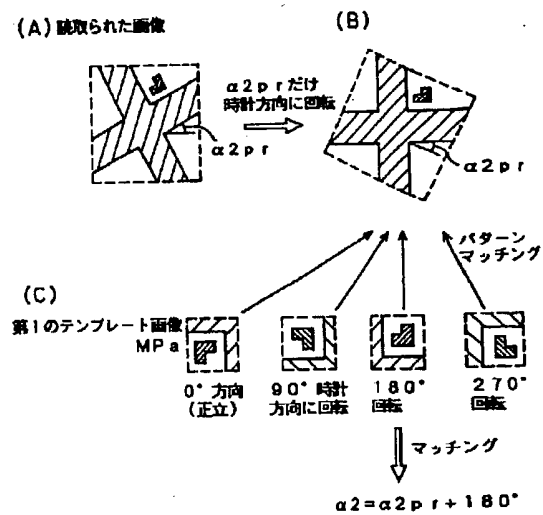 (A) 読取られた画像
(B)
α2prだけ
時計方向に回転
α2pr
α2pr
パターン
マッチング
(C)
第1のテンプレート画像
MPa
0°方向
(正立)
90°時計
方向に回転
180°
回転
270°
回転
マッチング
α2=α2pr+180°